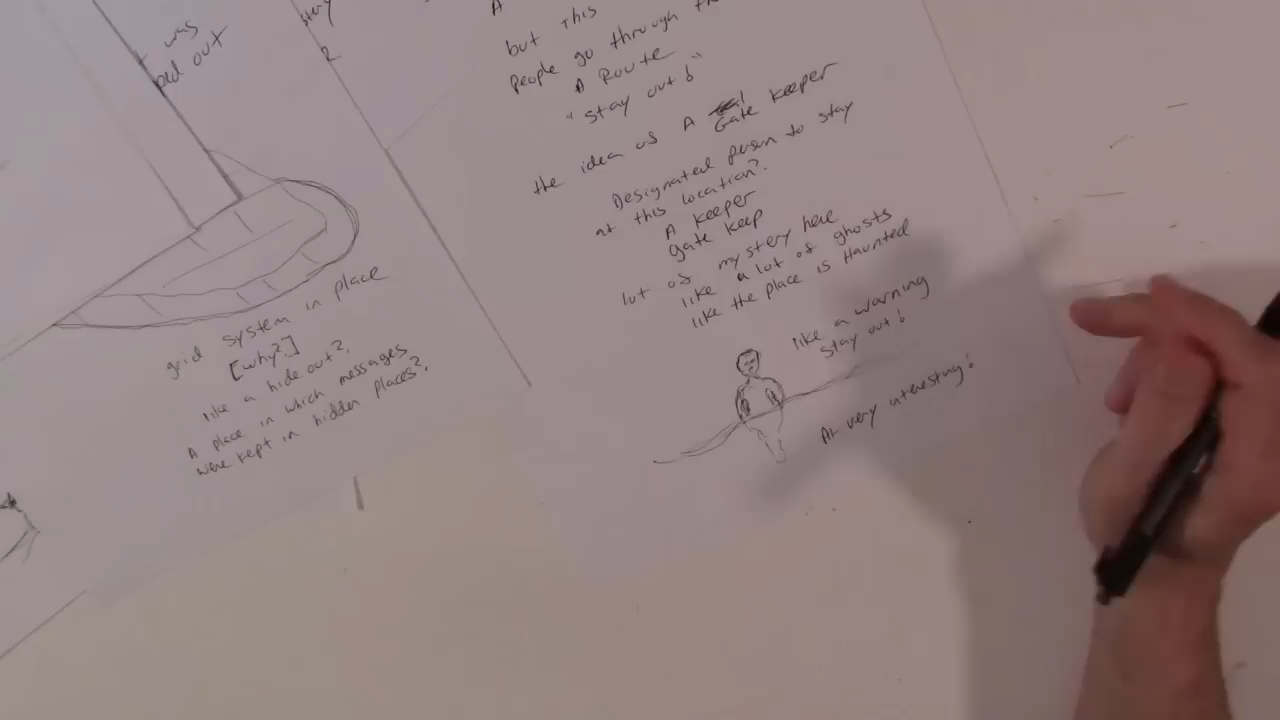 was
out
2
A
but this
People go through
A Route
"Stay out!"
the idea of A Gate Keeper
Designated person to stay
at this location?
A keeper
Gate keep
lot of mystery here
like a lot of ghosts
like the place is Haunted
like a warning
stay out!
very interesting!
grid system in place
[why?]
like a hide out?
A place in which messages
were kept in hidden places?